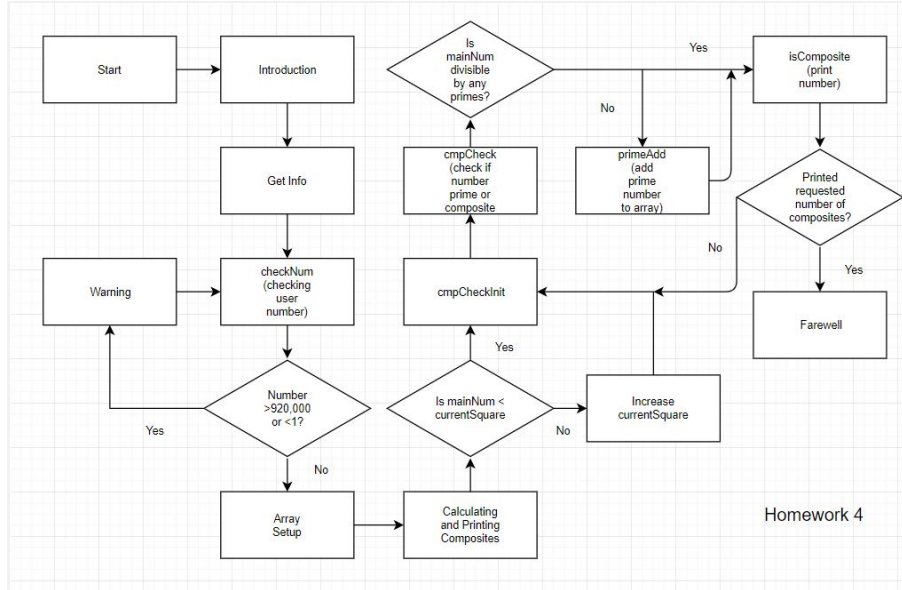 Start
Introduction
Get Info
checkNum
(checking
user
number)
Warning
Number
>920,000
or <1?
Yes
No
Array
Setup
Calculating
and Printing
Composites
Is mainNum <
currentSquare
Yes
No
Increase
currentSquare
cmpCheckInit
cmpCheck
(check if
number
prime or
composite
Is
mainNum
divisible
by any
primes?
Yes
No
primeAdd
(add
prime
number
to array)
isComposite
(print
number)
Printed
requested
number of
composites?
No
Yes
Farewell
Homework 4